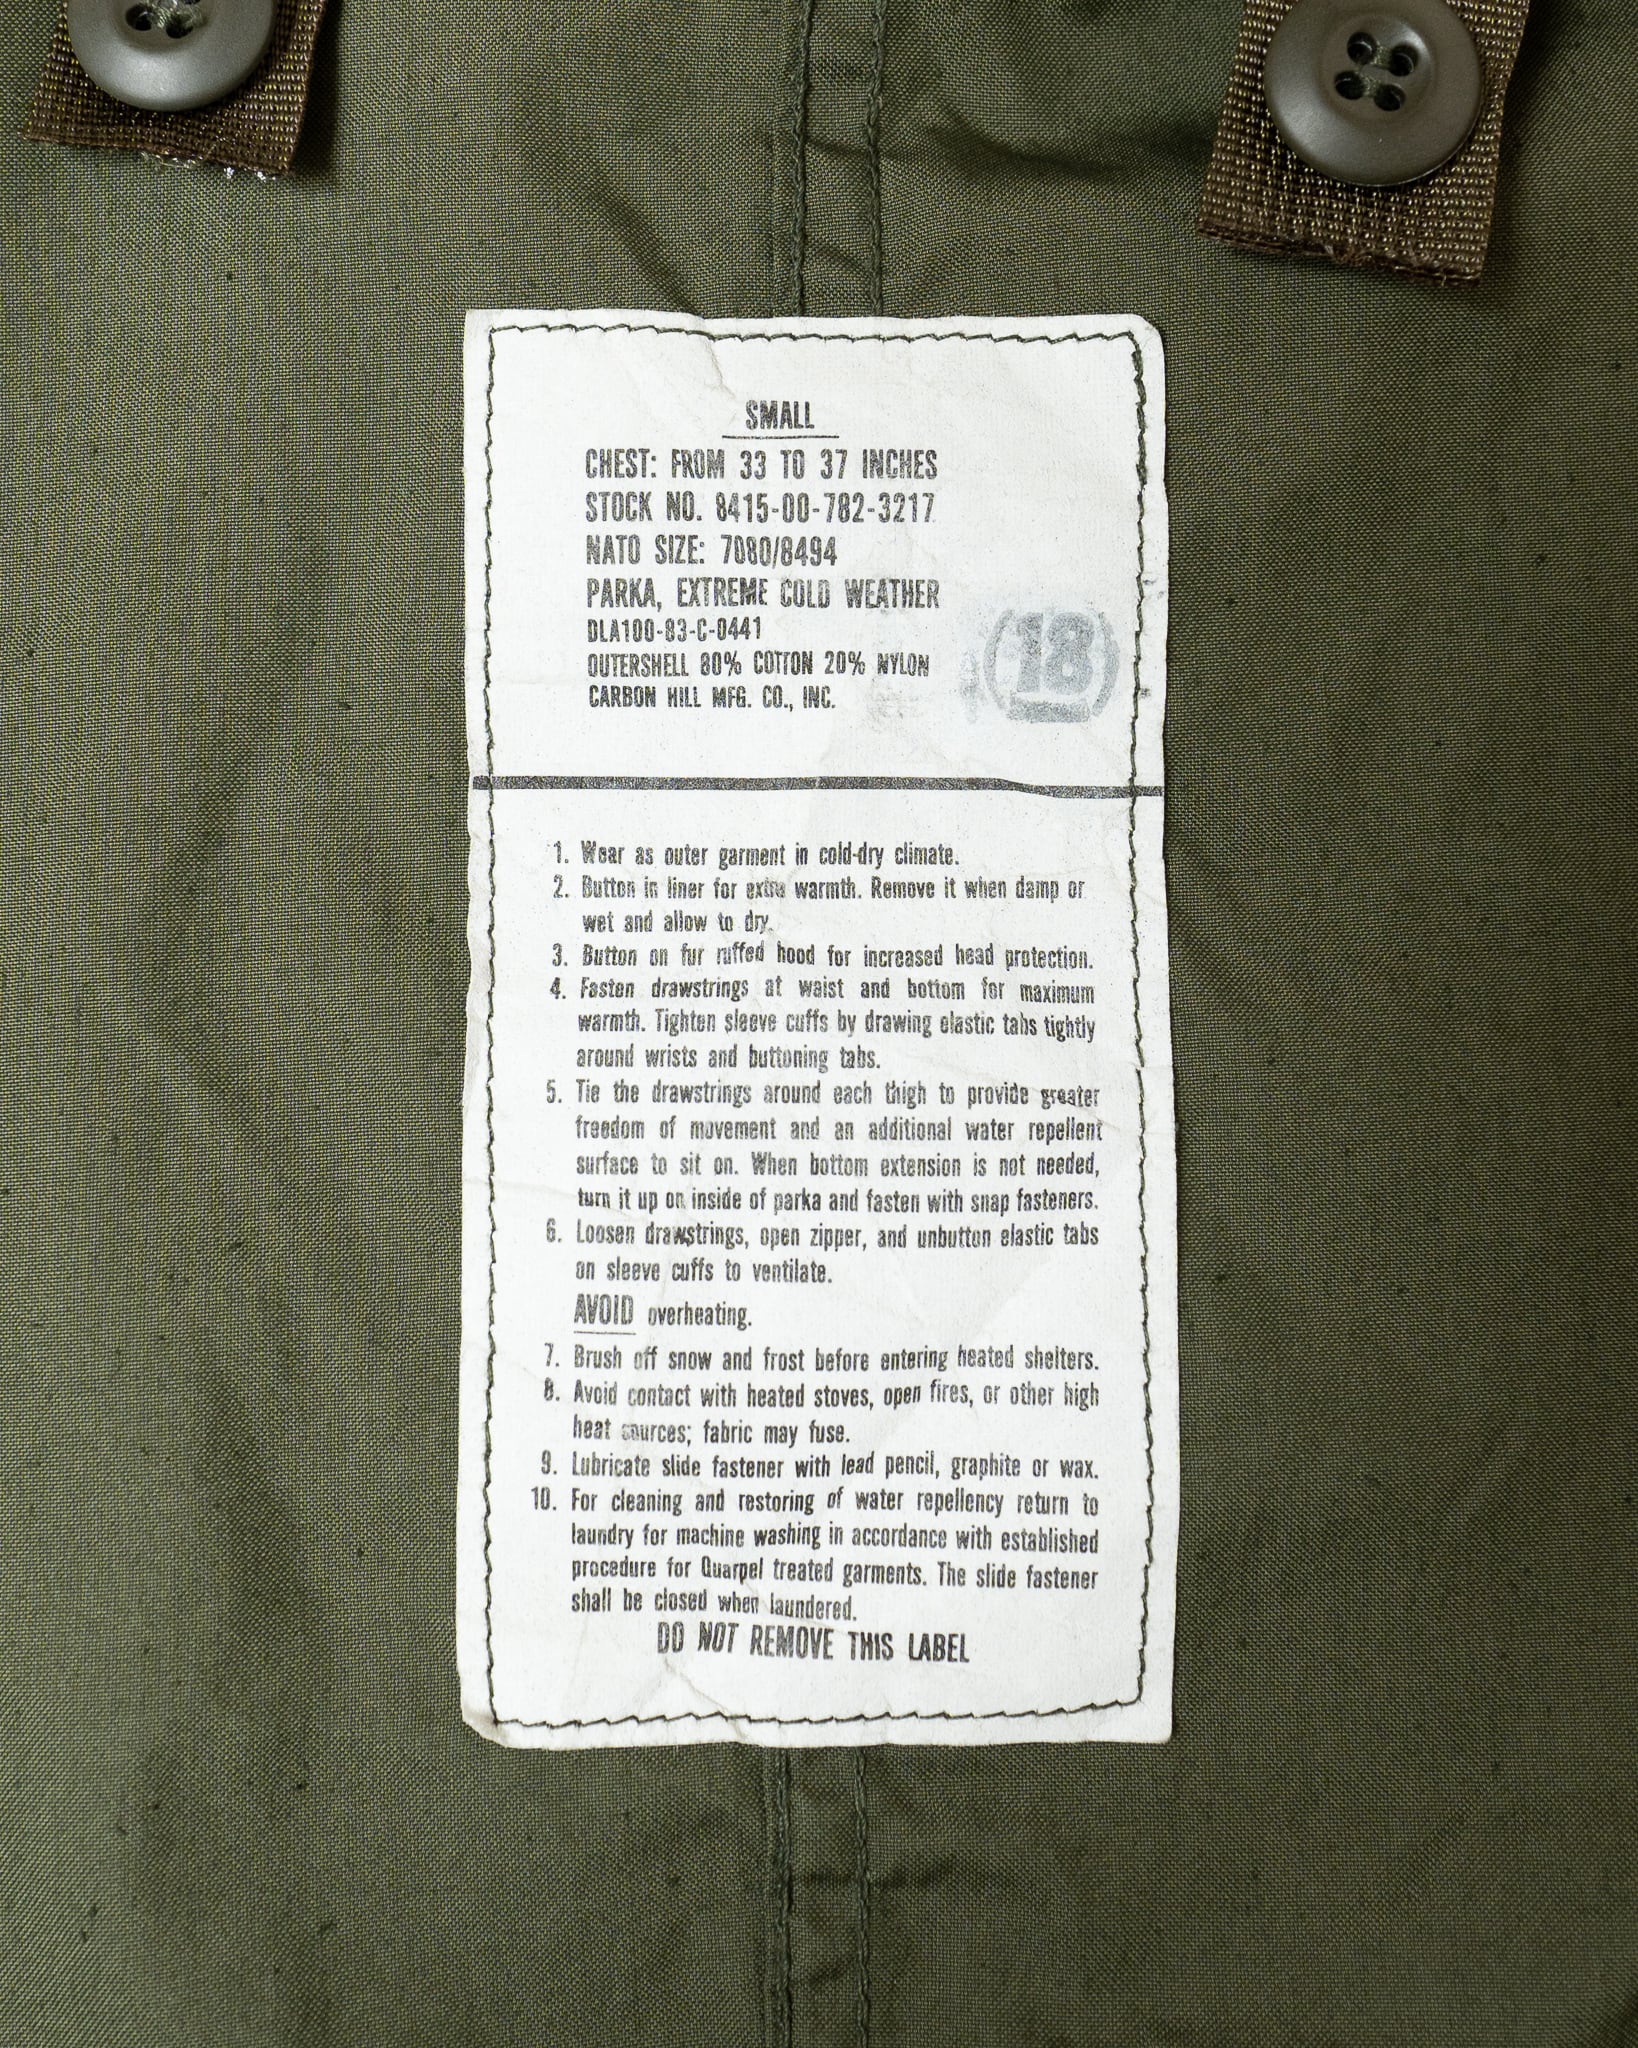 SMALL
CHEST: FROM 33 TO 37 INCHES
STOCK NO. 8415-00-782-3217
NATO SIZE: 7080/8494
PARKA, EXTREME COLD WEATHER
DLA100-83-C-0441
(18)
OUTERSHELL 80% COTTON 20% NYLON
CARBON HILL MFG. CO., INC.
1. Wear as outer garment in cold-dry climate.
2. Button in liner for extra warmth. Remove it when damp or
wet and allow to dry.
3. Button on fur ruffed hood for increased head protection.
4. Fasten drawstrings at waist and bottom for maximum
warmth. Tighten sleeve cuffs by drawing elastic tabs tightly
around wrists and buttoning tabs.
5. Tie the drawstrings around each thigh to provide greater
freedom of movement and an additional water repellent
surface to sit on. When bottom extension is not needed,
turn it up on inside of parka and fasten with snap fasteners.
6. Loosen drawstrings, open zipper, and unbutton elastic tabs
on sleeve cuffs to ventilate.
AVOID overheating.
7. Brush off snow and frost before entering heated shelters.
8. Avoid contact with heated stoves, open fires, or other high
heat sources; fabric may fuse.
9. Lubricate slide fastener with lead pencil, graphite or wax.
10. For cleaning and restoring of water repellency return to
laundry for machine washing in accordance with established
procedure for Quarpel treated garments. The slide fastener
shall be closed when laundered.
DO NOT REMOVE THIS LABEL